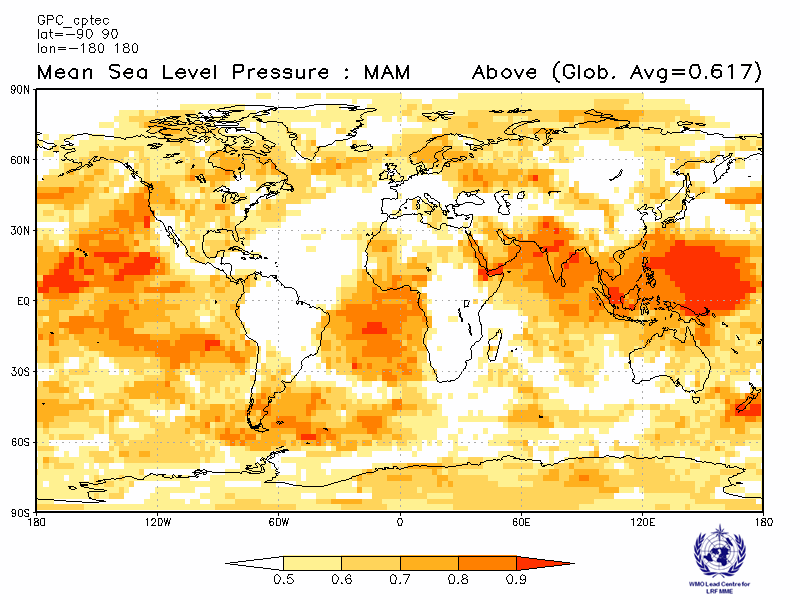 GPC_cptec
lat=-90 90
lon=-180 180
Mean Sea Level Pressure : MAM Above (Glob. Avg=0.617)
90N
60N
30N
EQ
30S
60S
90S
180 120W 60W 0 60E 120E 180
0.5 0.6 0.7 0.8 0.9
WMO Lead Centre for
LRF MME